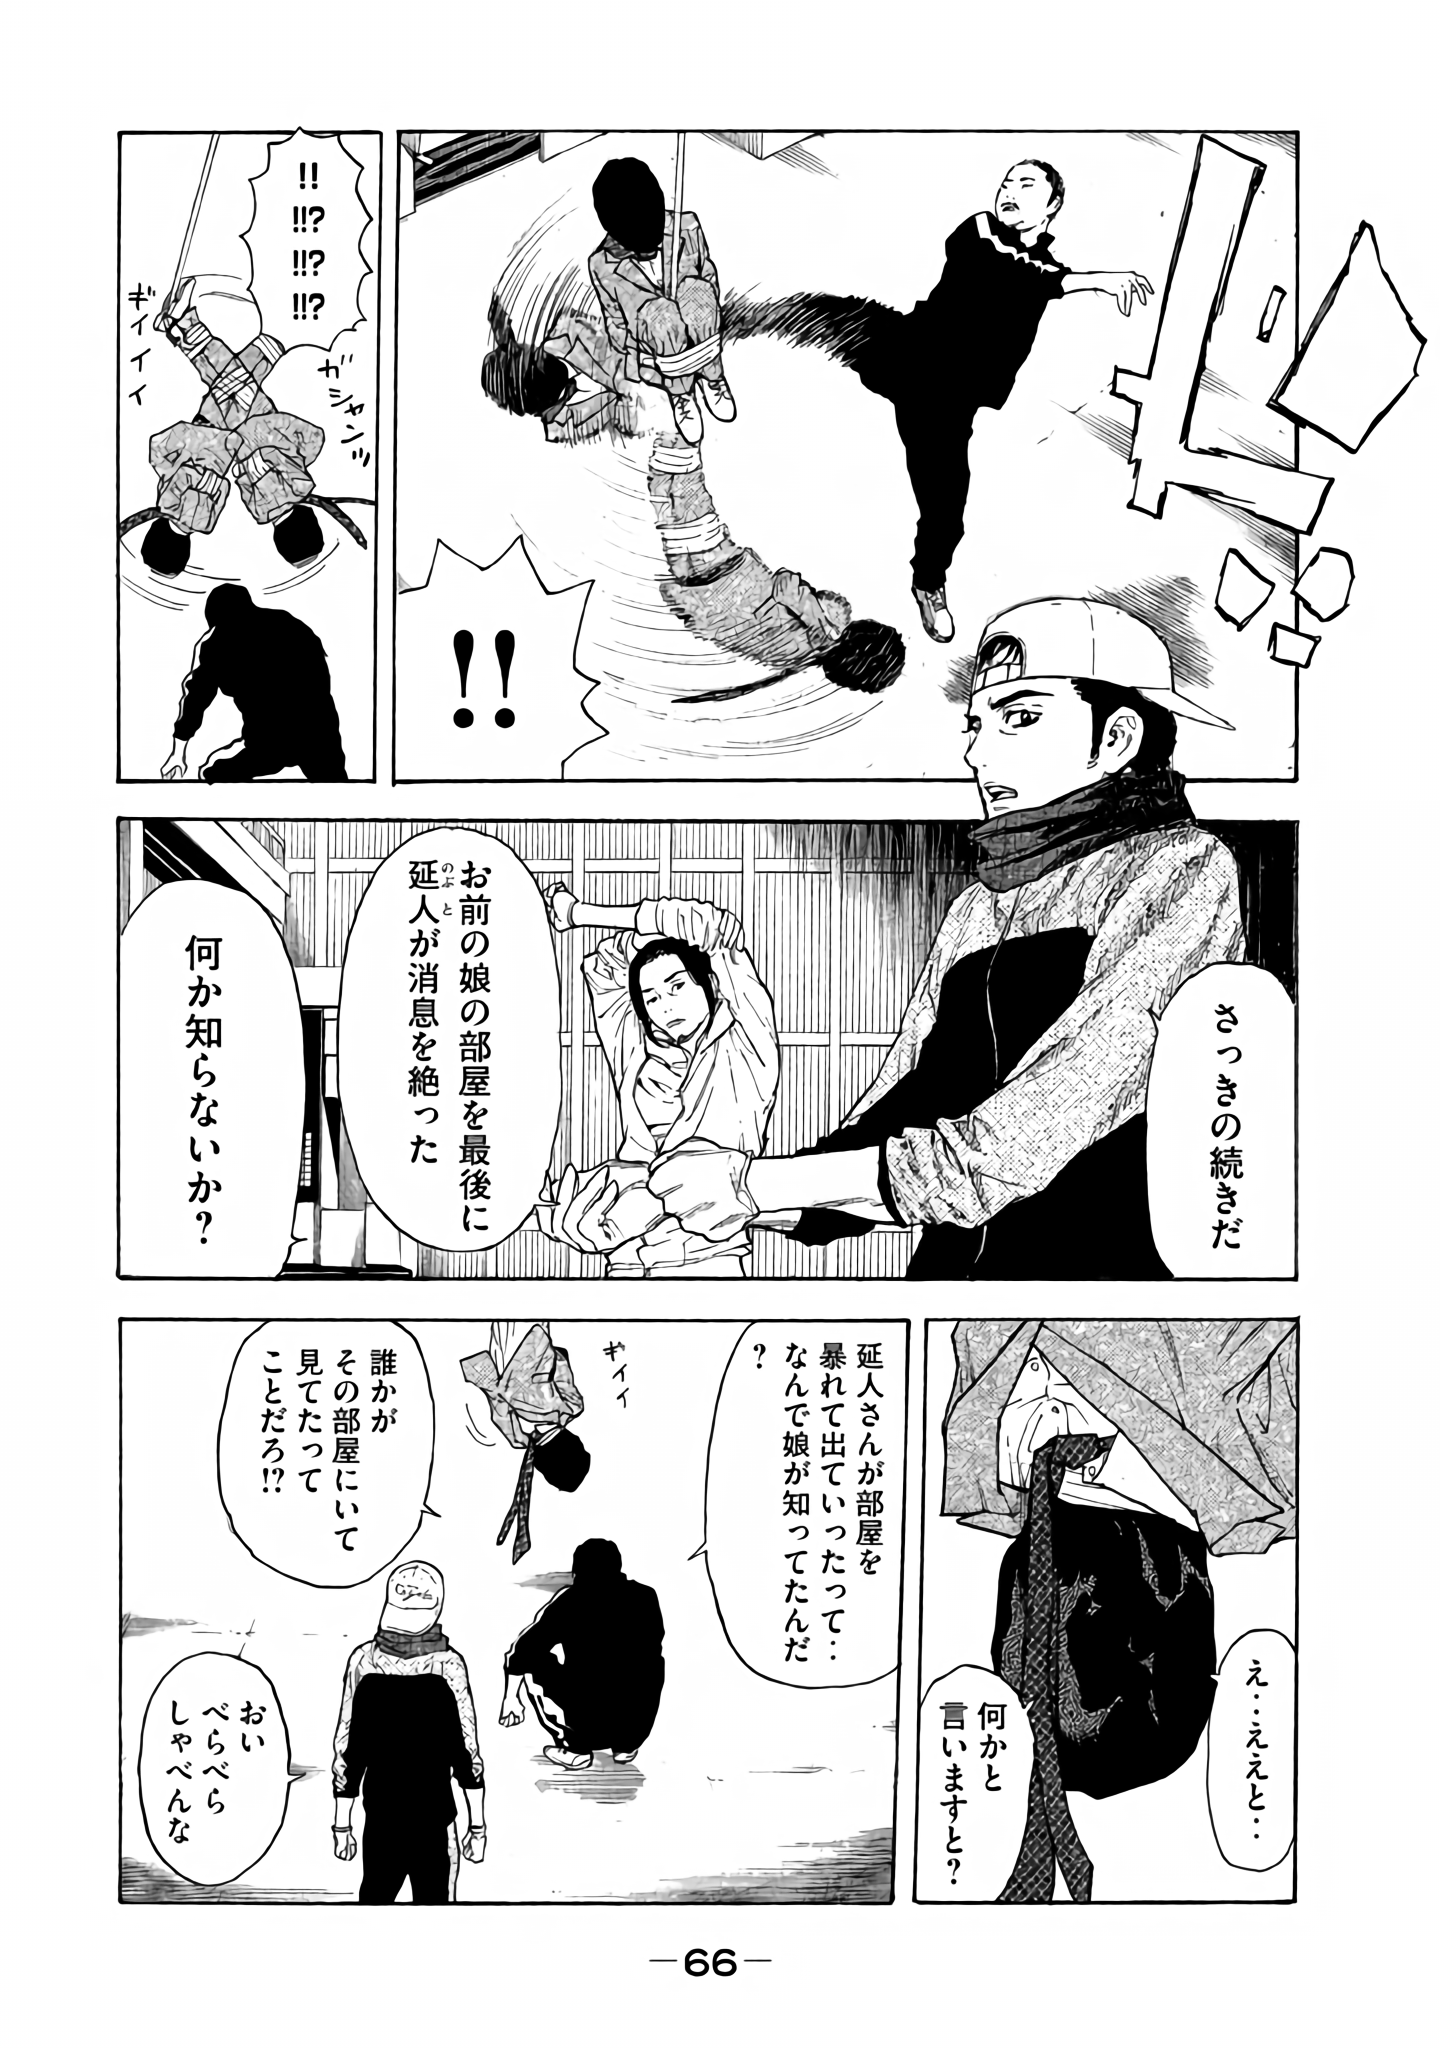 ドゴッ
!!
!!
!!?
!!?
!!?
ガシャンッ
ギイイイ
さっきの続きだ
お前の娘の部屋を最後に
延人が消息を絶った
のぶと
何か知らないか?
え‥ええと‥
何かと
言いますと?
延人さんが部屋を
暴れて出ていったって‥
なんで娘が知ってたんだ
?
ギイイ
誰かが
その部屋にいて
見てたって
ことだろ!?
おい
べらべら
しゃべんな
—66—